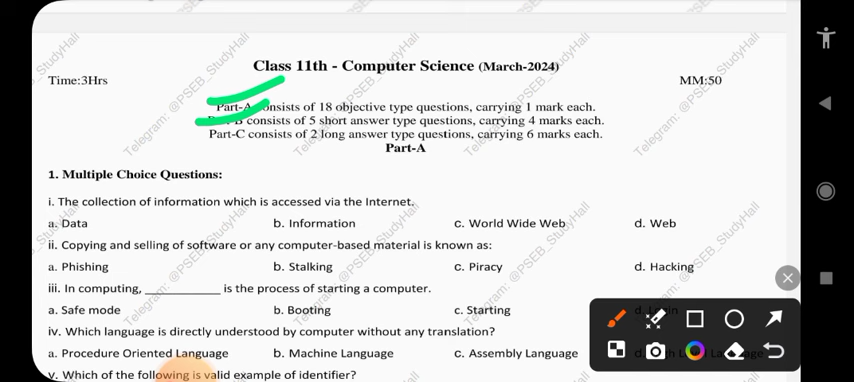 Class 11th - Computer Science (March-2024)
Time:3Hrs MM:50
Part-A consists of 18 objective type questions, carrying 1 mark each.
Part-B consists of 5 short answer type questions, carrying 4 marks each.
Part-C consists of 2 long answer type questions, carrying 6 marks each.
Part-A
1. Multiple Choice Questions:
i. The collection of information which is accessed via the Internet.
a. Data b. Information c. World Wide Web d. Web
ii. Copying and selling of software or any computer-based material is known as:
a. Phishing b. Stalking c. Piracy d. Hacking
iii. In computing, ____________ is the process of starting a computer.
a. Safe mode b. Booting c. Starting
iv. Which language is directly understood by computer without any translation?
a. Procedure Oriented Language b. Machine Language c. Assembly Language
v. Which of the following is valid example of identifier?
Telegram: @PSEB_StudyHall